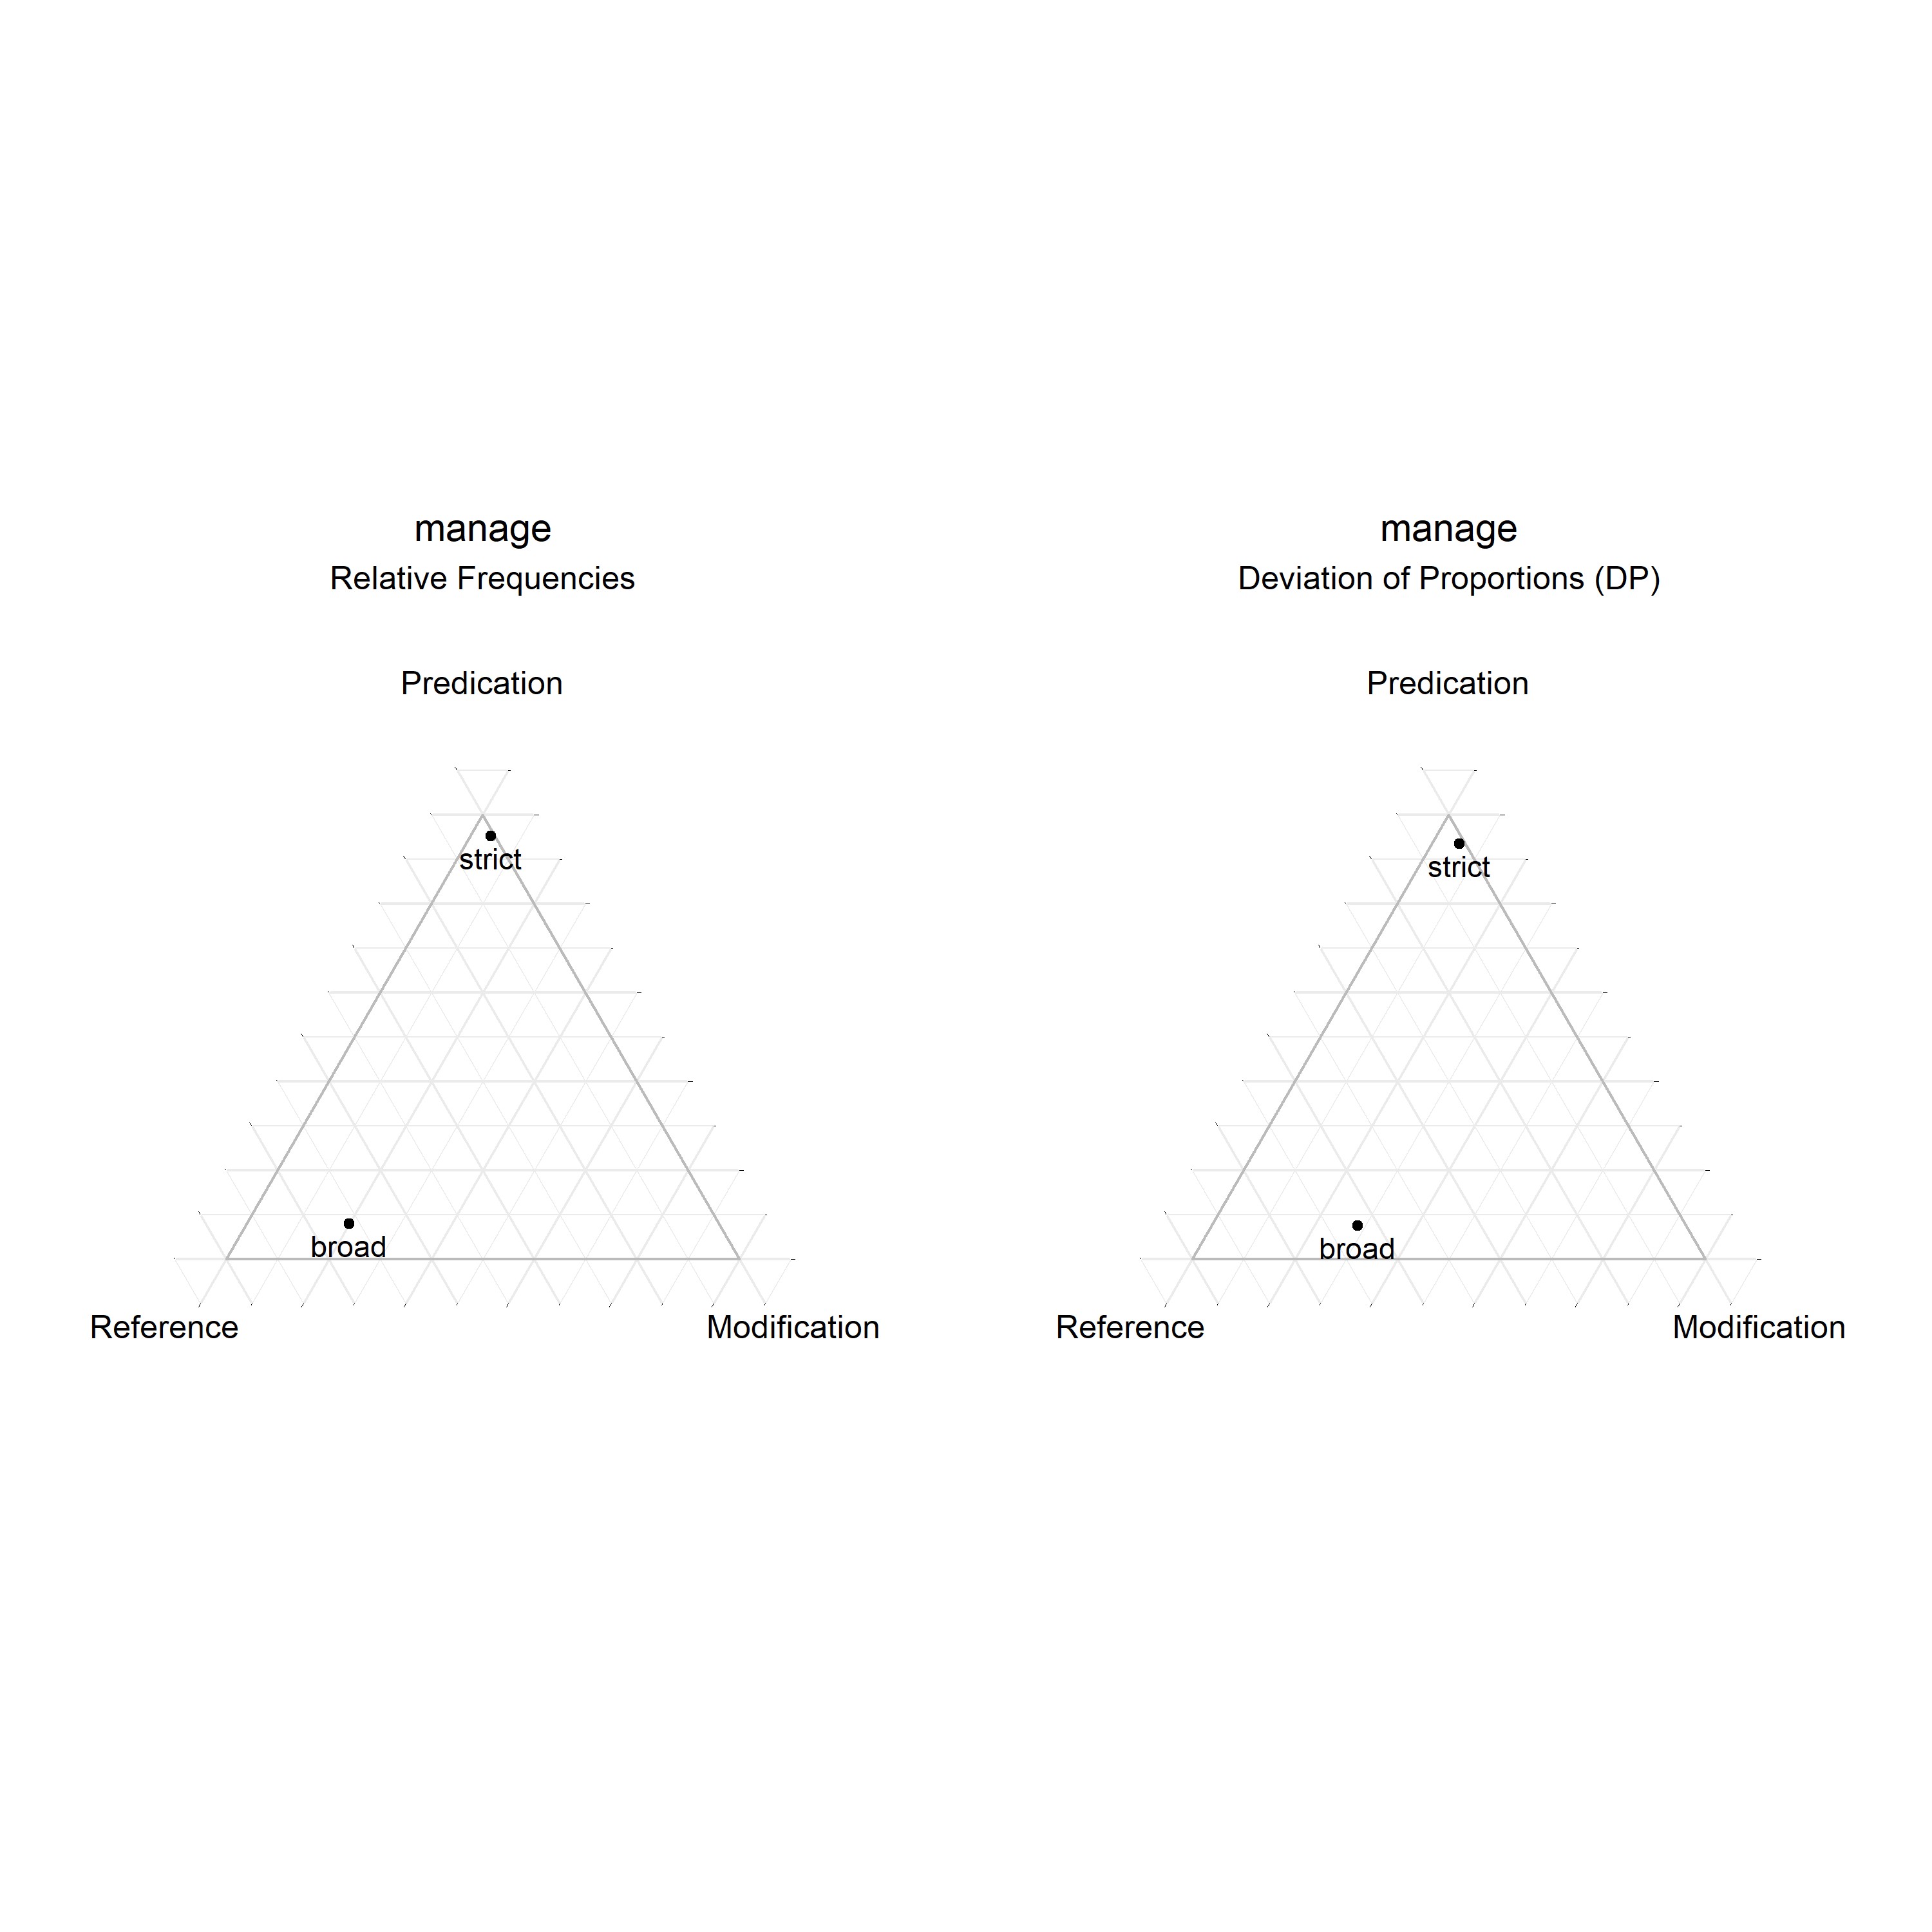 manage
Relative Frequencies
Predication
strict
broad
Reference
Modification
manage
Deviation of Proportions (DP)
Predication
strict
broad
Reference
Modification